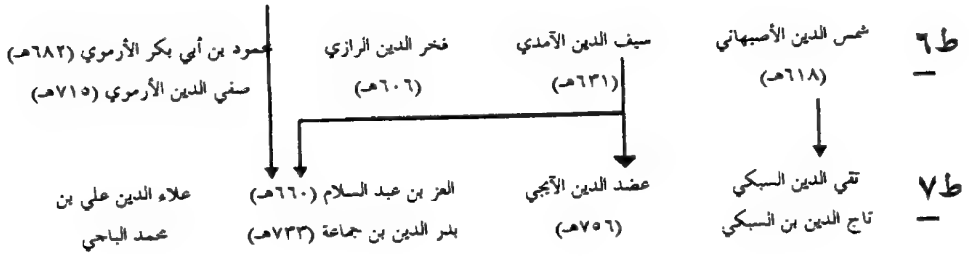 ط٦
شمس الدين الأصبهاني
(٦١٨هـ)
سيف الدين الآمدي
(٦٣١هـ)
فخر الدين الرازي
(٦٠٦هـ)
محمود بن أبي بكر الأرموي (٦٨٢هـ)
صفي الدين الأرموي (٧١٥هـ)
ط٧
تقي الدين السبكي
تاج الدين بن السبكي
عضد الدين الآيجي
(٧٥٦هـ)
العز بن عبد السلام (٦٦٠هـ)
بدر الدين بن جماعة (٧٣٣هـ)
علاء الدين علي بن
محمد الباجي